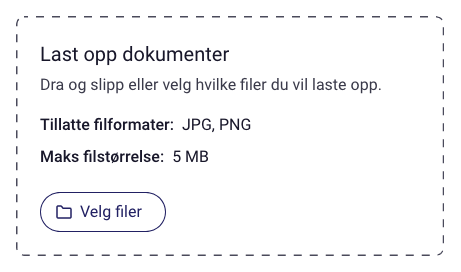 Last opp dokumenter
Dra og slipp eller velg hvilke filer du vil laste opp.
Tillatte filformater: JPG, PNG
Maks filstørrelse: 5 MB
Velg filer